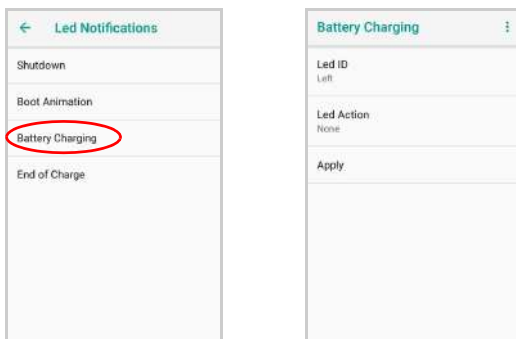 Led Notifications
Shutdown
Boot Animation
Battery Charging
End of Charge
Battery Charging
Led ID
Left
Led Action
None
Apply